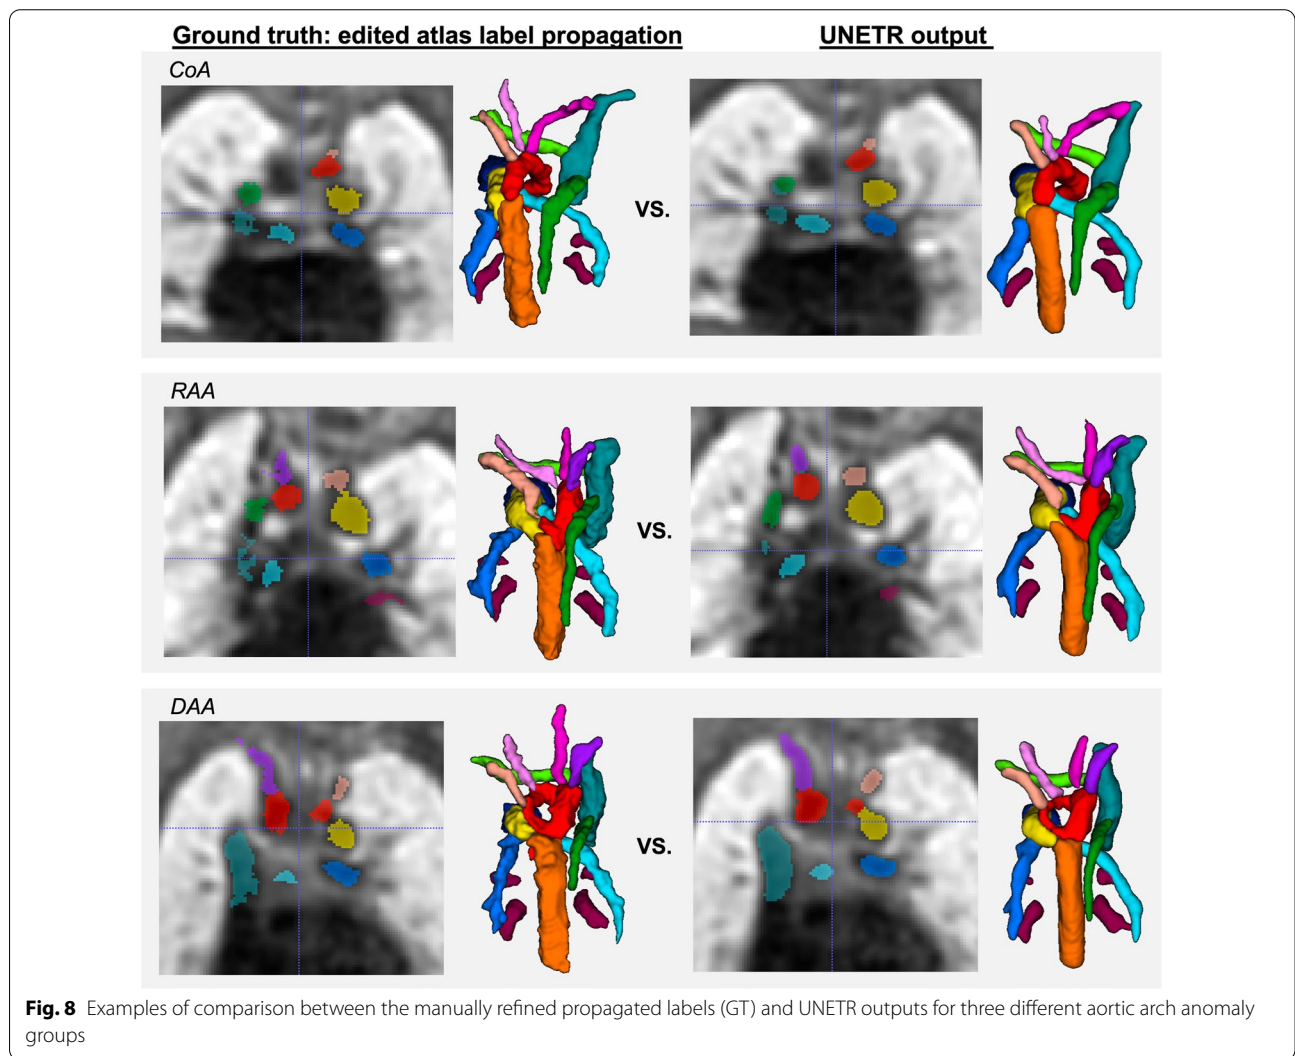 Ground truth: edited atlas label propagation
UNETR output
CoA
vs.
RAA
vs.
DAA
vs.
Fig. 8 Examples of comparison between the manually refined propagated labels (GT) and UNETR outputs for three different aortic arch anomaly
groups